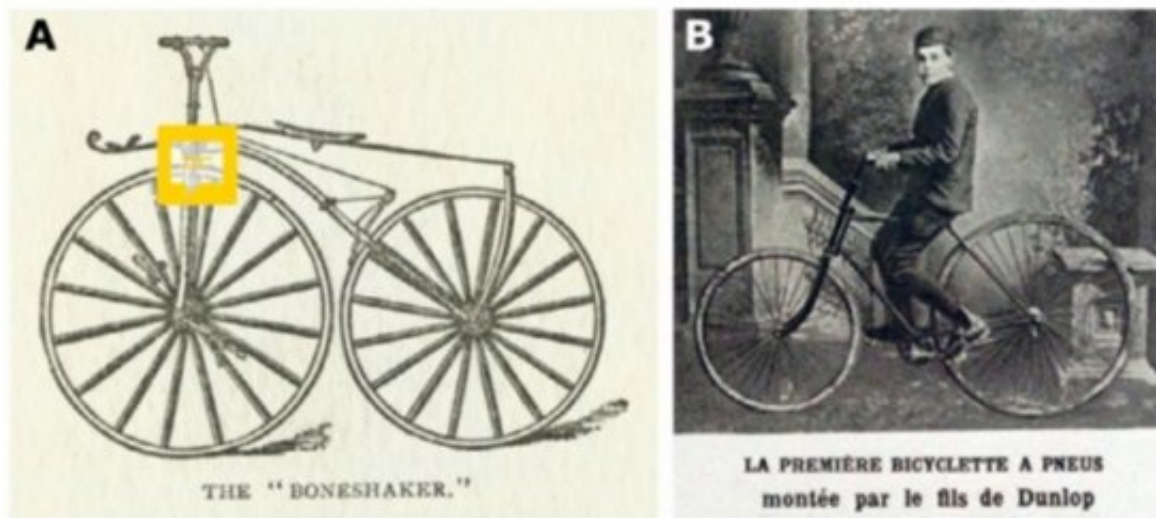 A
THE "BONESHAKER."
B
LA PREMIÈRE BICYCLETTE A PNEUS
montée par le fils de Dunlop